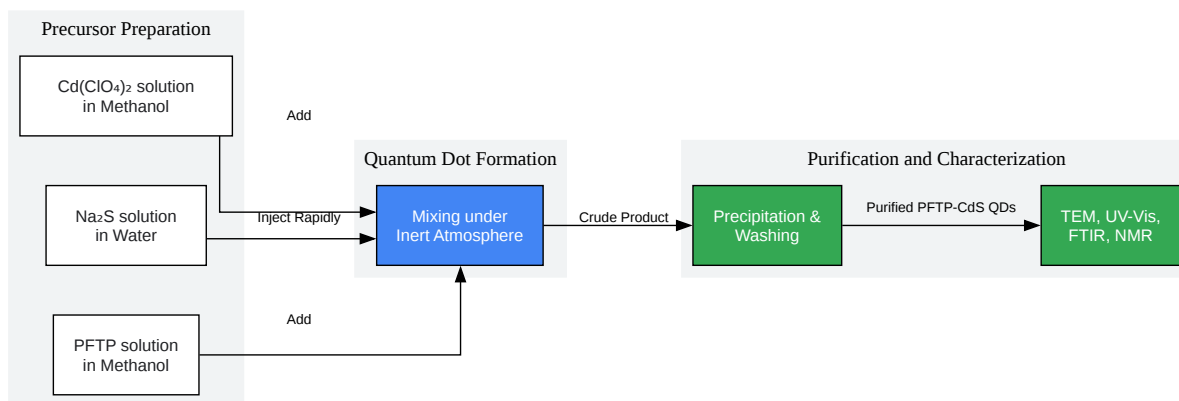 Precursor Preparation
Cd(ClO₄)₂ solution
in Methanol
Add
Quantum Dot Formation
Purification and Characterization
Na₂S solution
in Water
Inject Rapidly
Mixing under
Inert Atmosphere
Crude Product
Precipitation &
Washing
Purified PFTP-CdS QDs
TEM, UV-Vis,
FTIR, NMR
Add
PFTP solution
in Methanol